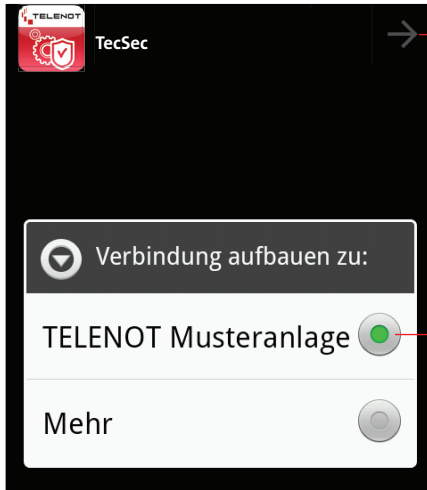 TELENOT
TecSec
Verbindung aufbauen zu:
TELENOT Musteranlage
Mehr